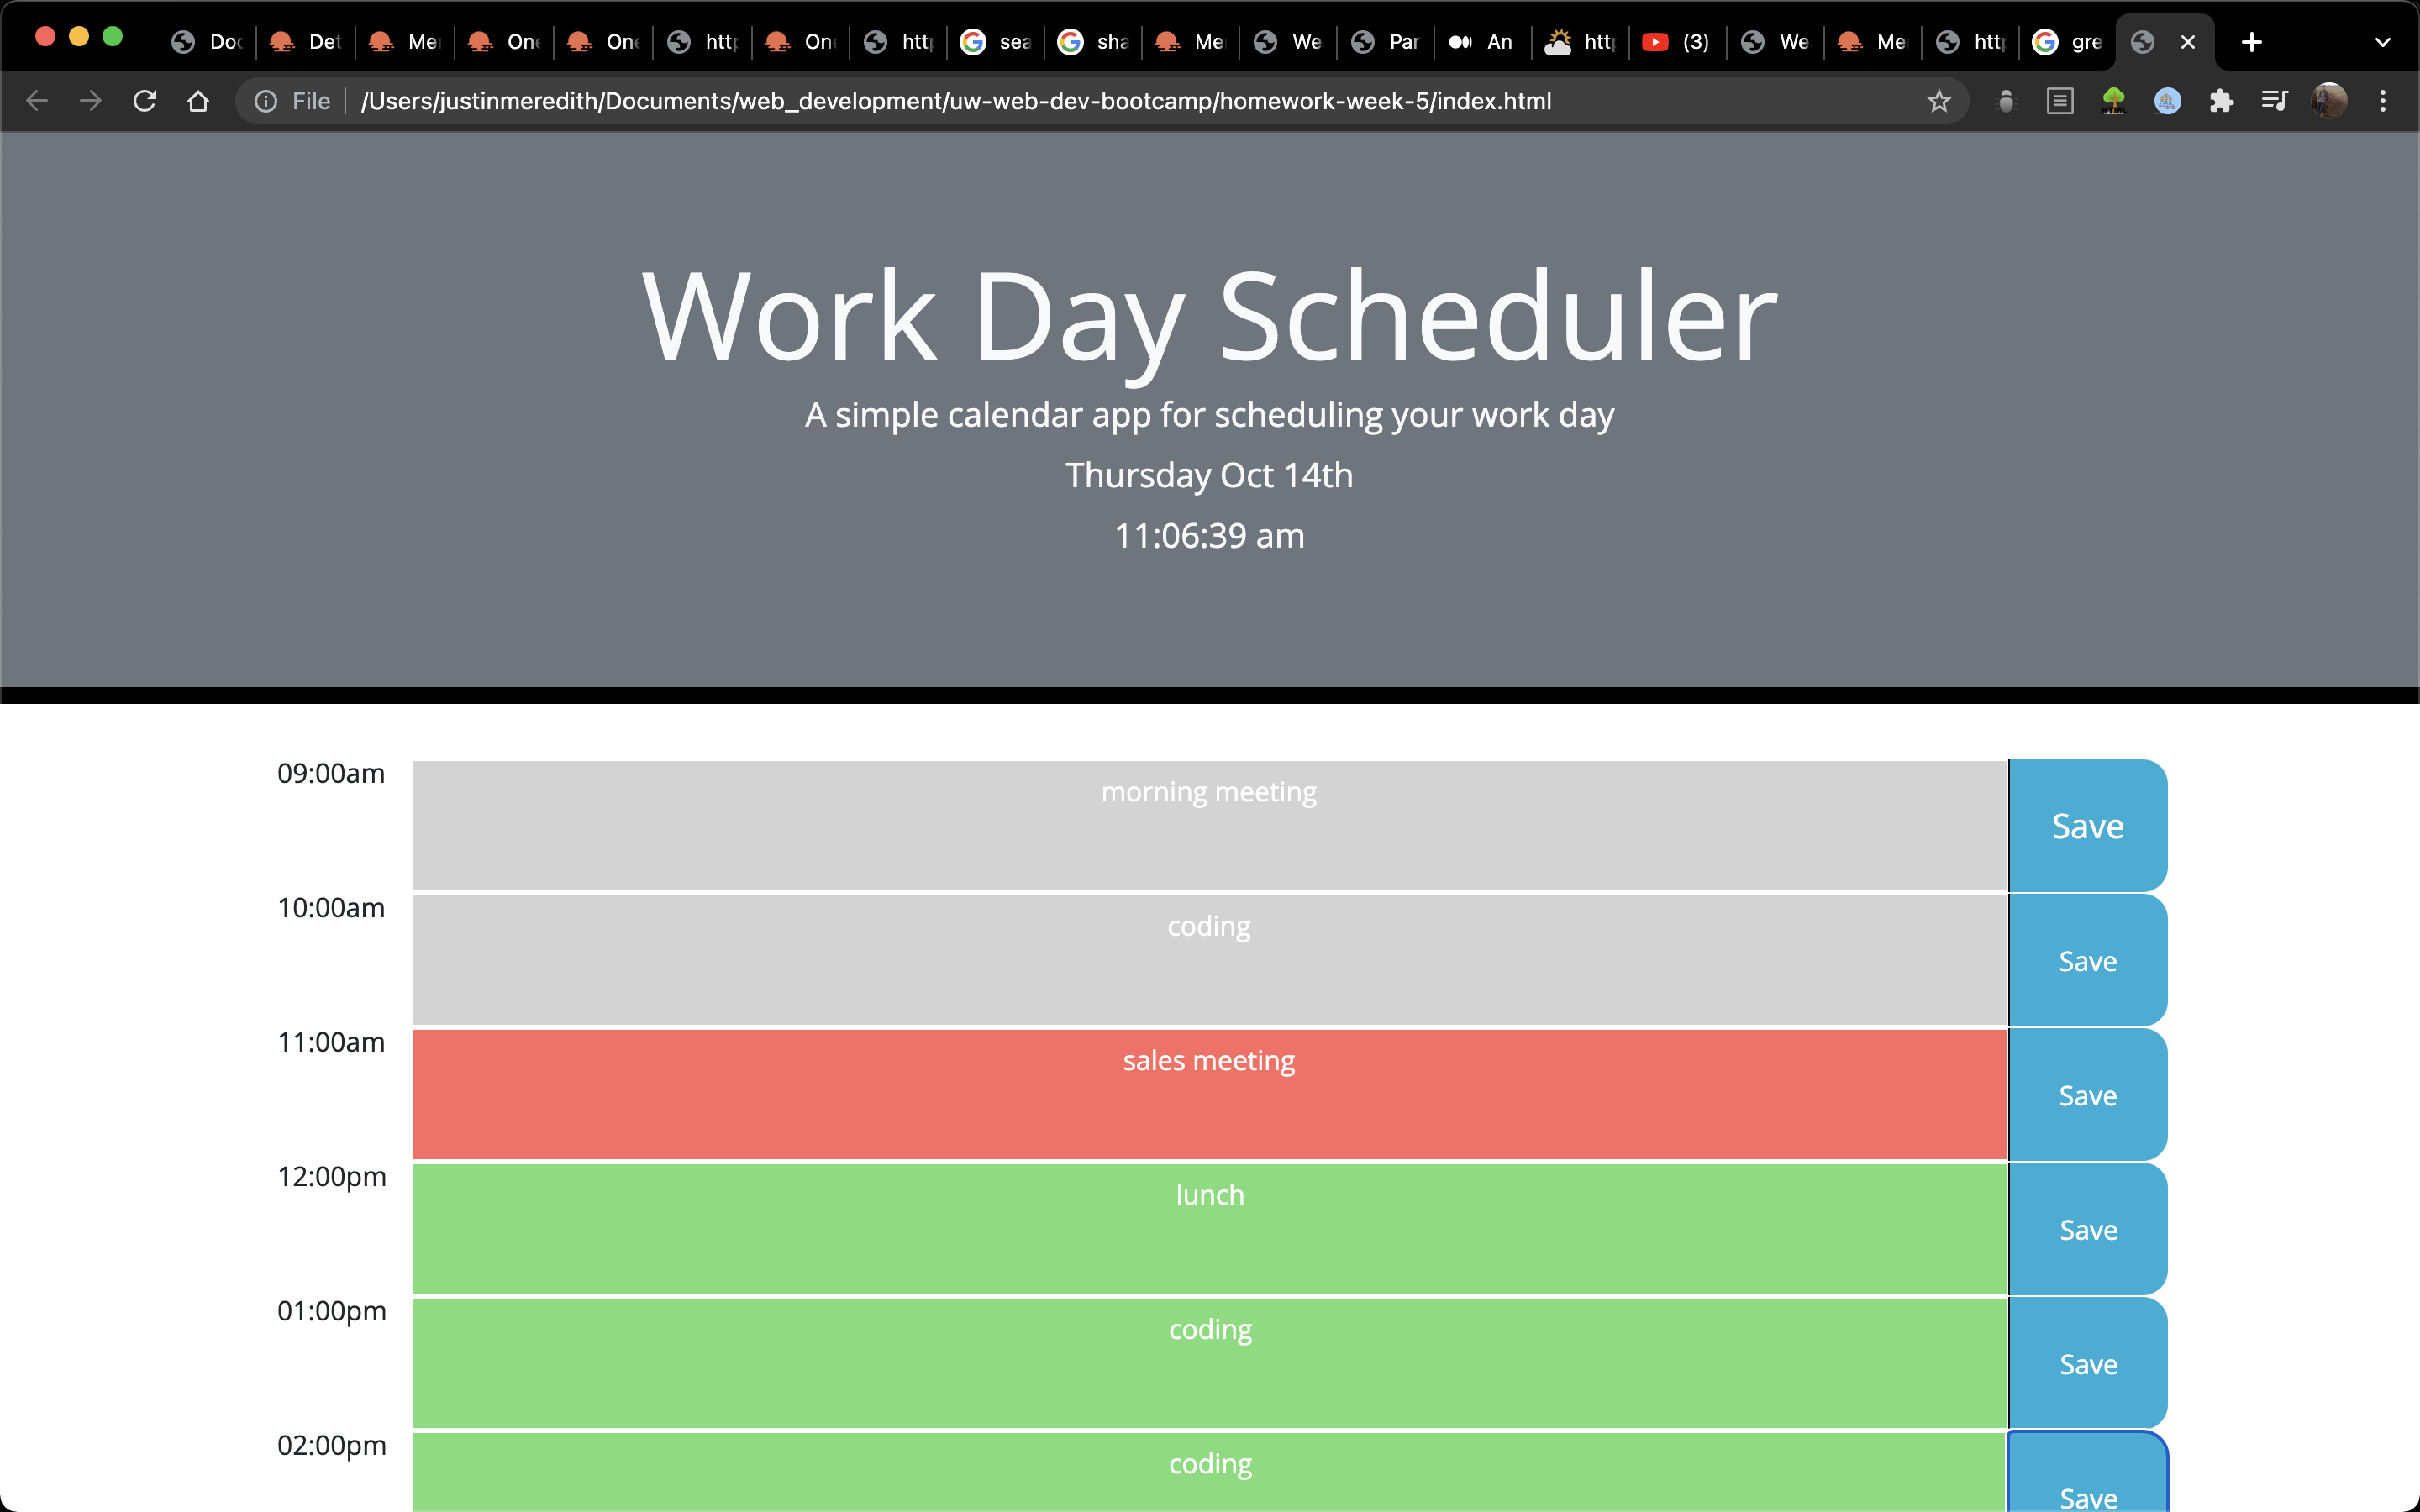 Doc Det Me On On http On http sea sha Me We Par An http (3) We Me http gre
File /Users/justinmeredith/Documents/web_development/uw-web-dev-bootcamp/homework-week-5/index.html
Work Day Scheduler
A simple calendar app for scheduling your work day
Thursday Oct 14th
11:06:39 am
09:00am morning meeting Save
10:00am coding Save
11:00am sales meeting Save
12:00pm lunch Save
01:00pm coding Save
02:00pm coding Save